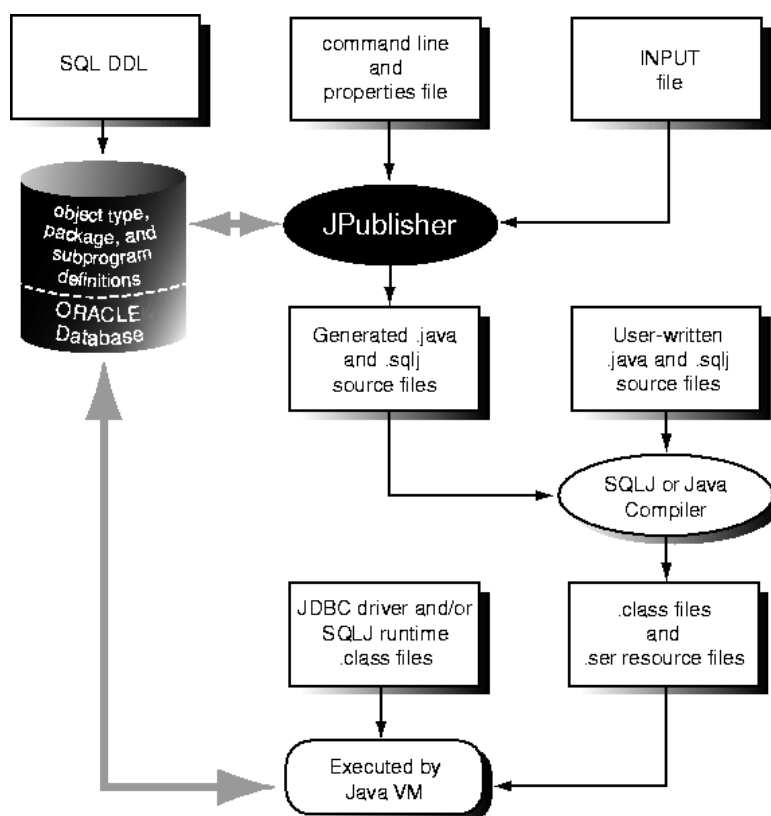 SQL DDL
command line
and
properties file
INPUT
file
object type,
package, and
subprogram
definitions
ORACLE
Database
JPublisher
Generated .java
and .sqlj
source files
User-written
.java and .sqlj
source files
SQLJ or Java
Compiler
JDBC driver and/or
SQLJ runtime
.class files
.class files
and
.ser resource files
Executed by
Java VM